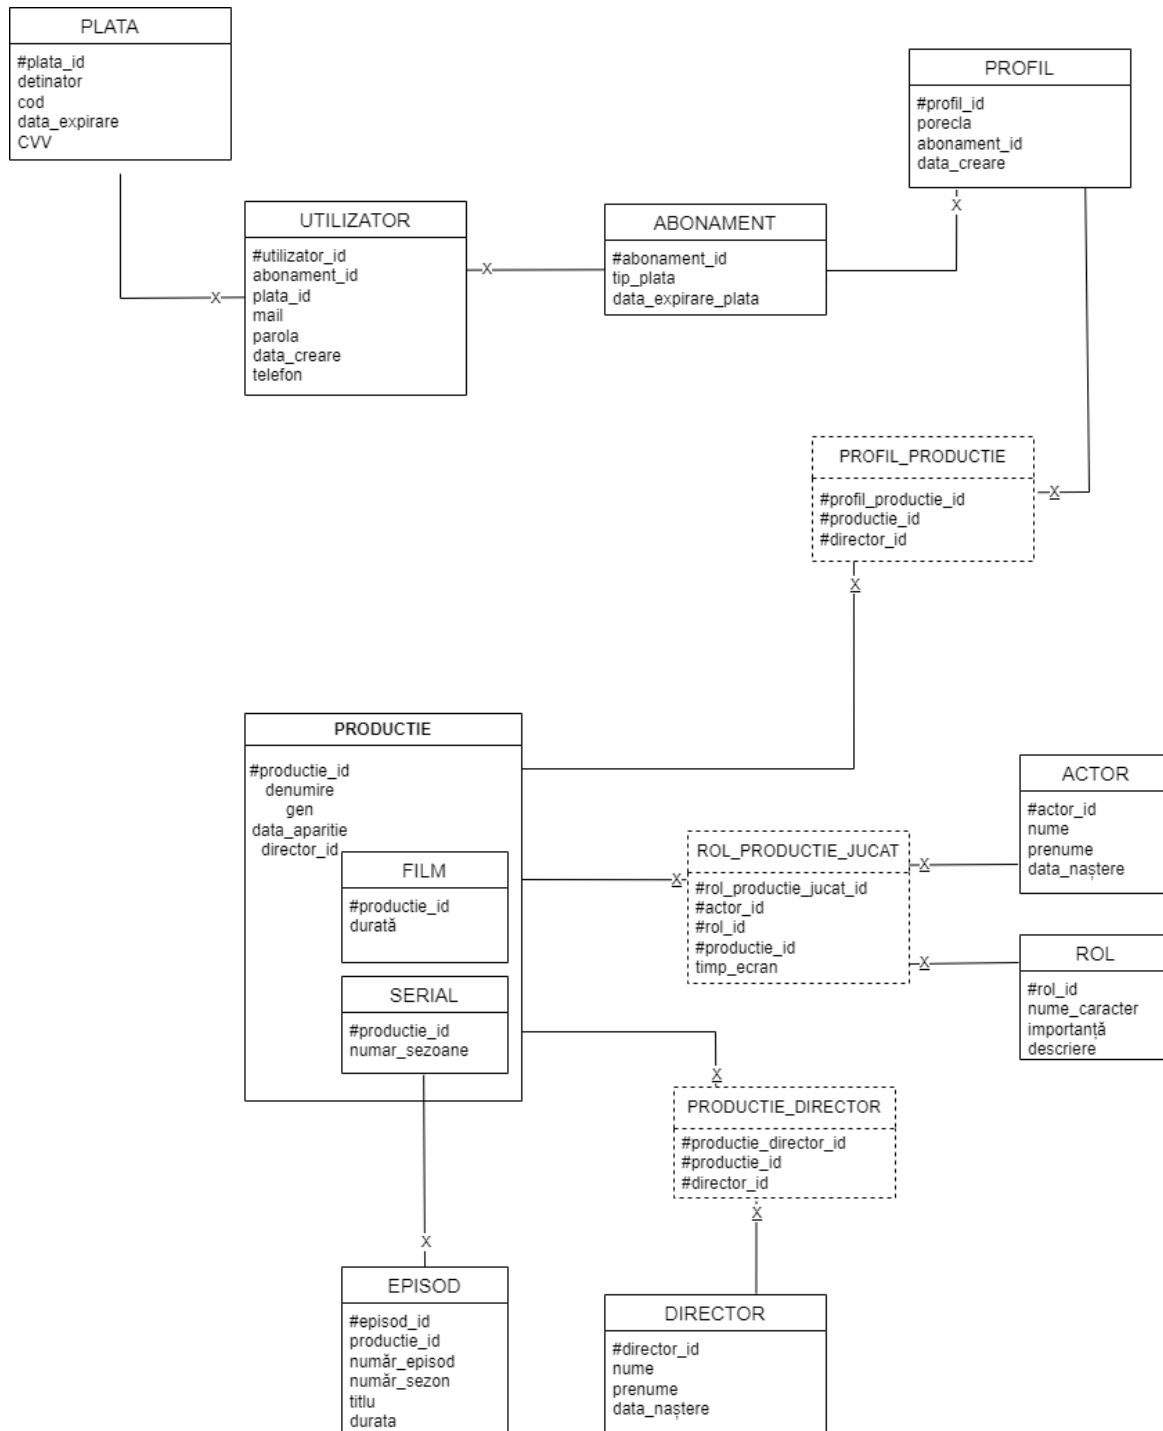 PLATA
#plata_id
detinator
cod
data_expirare
CVV
PROFIL
#profil_id
porecla
abonament_id
data_creare
X
UTILIZATOR
#utilizator_id
abonament_id
plata_id
mail
parola
data_creare
telefon
X
X
ABONAMENT
#abonament_id
tip_plata
data_expirare_plata
PROFIL_PRODUCTIE
#profil_productie_id
#productie_id
#director_id
X
X
PRODUCTIE
#productie_id
denumire
gen
data_aparitie
director_id
FILM
#productie_id
durată
SERIAL
#productie_id
numar_sezoane
X
ROL_PRODUCTIE_JUCAT
#rol_productie_jucat_id
#actor_id
#rol_id
#productie_id
timp_ecran
X
X
ACTOR
#actor_id
nume
prenume
data_naștere
ROL
#rol_id
nume_caracter
importanță
descriere
X
PRODUCTIE_DIRECTOR
#productie_director_id
#productie_id
#director_id
X
X
EPISOD
#episod_id
productie_id
număr_episod
număr_sezon
titlu
durata
DIRECTOR
#director_id
nume
prenume
data_naștere